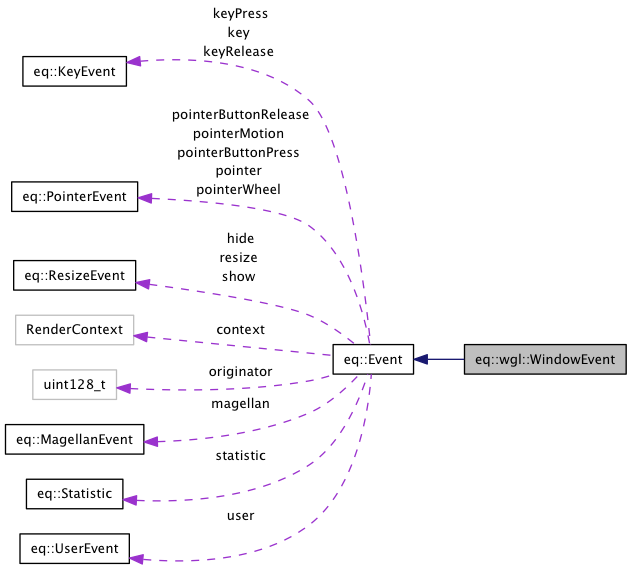 keyPress
key
keyRelease
eq::KeyEvent
pointerButtonRelease
pointerMotion
pointerButtonPress
pointer
pointerWheel
eq::PointerEvent
hide
resize
show
eq::ResizeEvent
RenderContext
context
eq::Event
eq::wgl::WindowEvent
originator
uint128_t
magellan
eq::MagellanEvent
statistic
eq::Statistic
user
eq::UserEvent